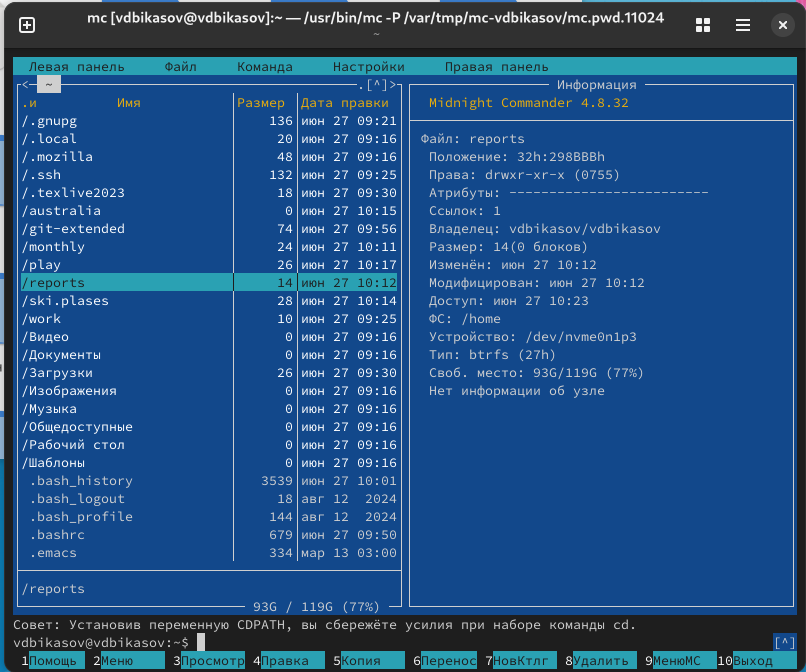 mc [vdbikasov@vdbikasov]:~ — /usr/bin/mc -P /var/tmp/mc-vdbikasov/mc.pwd.11024
~
Левая панель Файл Команда Настройки Правая панель
<- ~ .[^]>
.и Имя Размер Дата правки
/.gnupg 136 июн 27 09:21
/.local 20 июн 27 09:16
/.mozilla 48 июн 27 09:16
/.ssh 132 июн 27 09:25
/.texlive2023 18 июн 27 09:30
/australia 0 июн 27 10:15
/git-extended 74 июн 27 09:56
/monthly 24 июн 27 10:11
/play 26 июн 27 10:17
/reports 14 июн 27 10:12
/ski.plases 28 июн 27 10:14
/work 10 июн 27 09:25
/Видео 0 июн 27 09:16
/Документы 0 июн 27 09:16
/Загрузки 26 июн 27 09:30
/Изображения 0 июн 27 09:16
/Музыка 0 июн 27 09:16
/Общедоступные 0 июн 27 09:16
/Рабочий стол 0 июн 27 09:16
/Шаблоны 0 июн 27 09:16
.bash_history 3539 июн 27 10:01
.bash_logout 18 авг 12 2024
.bash_profile 144 авг 12 2024
.bashrc 679 июн 27 09:50
.emacs 334 мар 13 03:00
/reports
93G / 119G (77%)
Информация
Midnight Commander 4.8.32
Файл: reports
Положение: 32h:298BBBh
Права: drwxr-xr-x (0755)
Атрибуты: -------------------------
Ссылок: 1
Владелец: vdbikasov/vdbikasov
Размер: 14(0 блоков)
Изменён: июн 27 10:12
Модифицирован: июн 27 10:12
Доступ: июн 27 10:23
ФС: /home
Устройство: /dev/nvme0n1p3
Тип: btrfs (27h)
Своб. место: 93G/119G (77%)
Нет информации об узле
Совет: Установив переменную CDPATH, вы сбережёте усилия при наборе команды cd.
vdbikasov@vdbikasov:~$ [^]
1Помощь 2Меню 3Просмотр 4Правка 5Копия 6Перенос 7НовКтлг 8Удалить 9МенюMC 10Выход